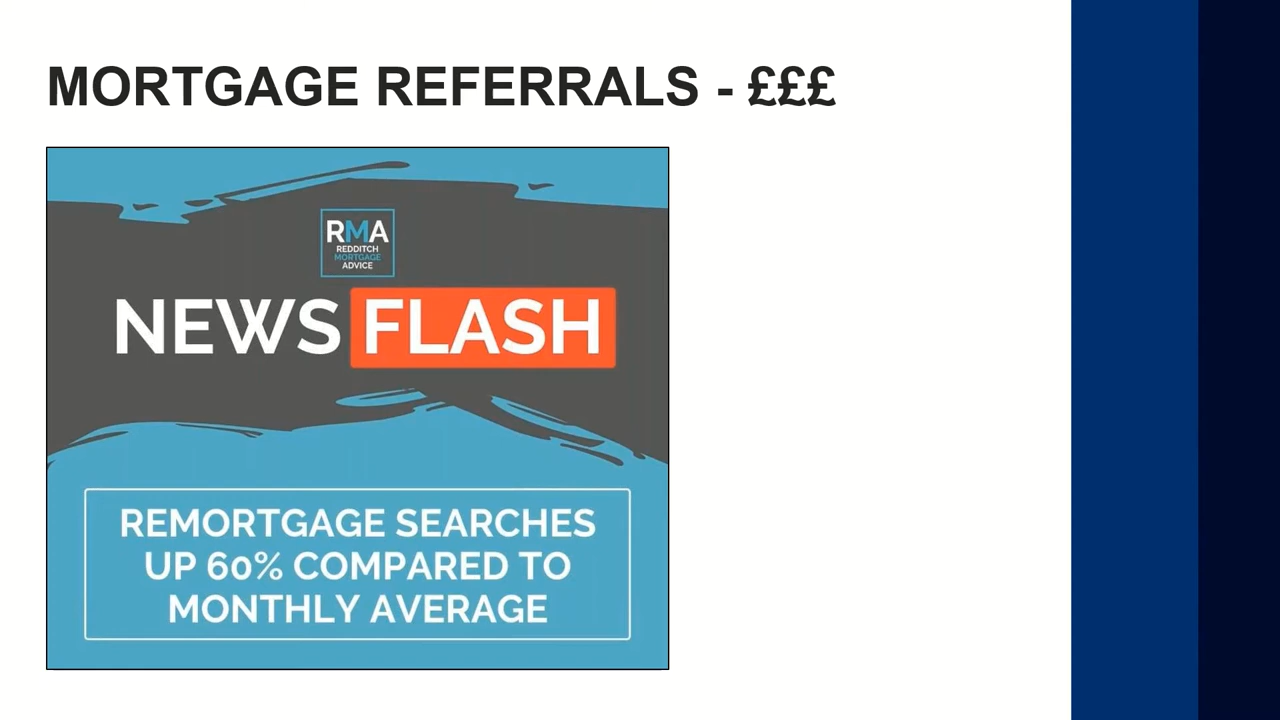 MORTGAGE REFERRALS - £££
RMA
REDDITCH
MORTGAGE
ADVICE
NEWS FLASH
REMORTGAGE SEARCHES
UP 60% COMPARED TO
MONTHLY AVERAGE